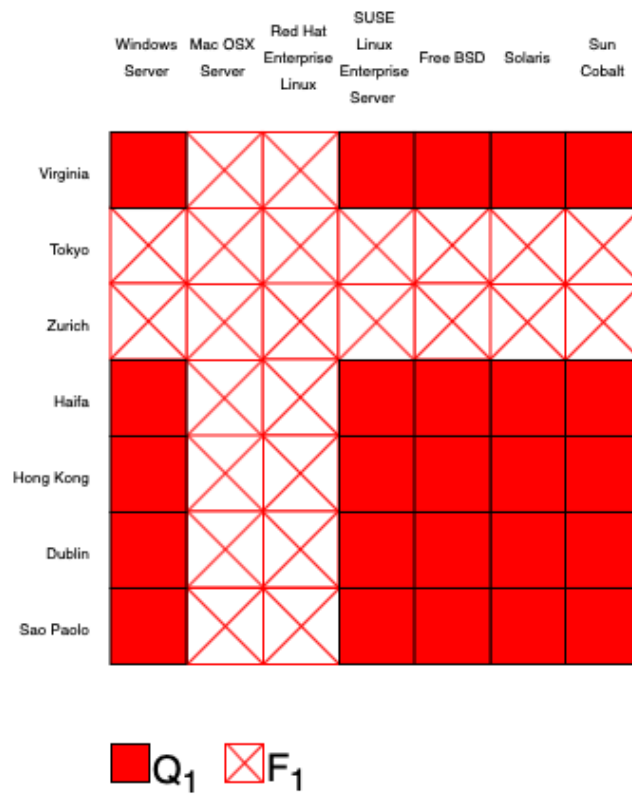 Windows
Server
Mac OSX
Server
Red Hat
Enterprise
Linux
SUSE
Linux
Enterprise
Server
Free BSD
Solaris
Sun
Cobalt
Virginia
Tokyo
Zurich
Haifa
Hong Kong
Dublin
Sao Paolo
Q₁
F₁